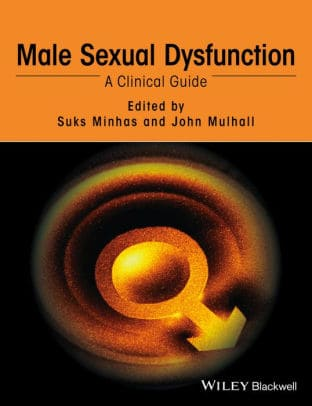 Male Sexual Dysfunction
A Clinical Guide
Edited by
Suks Minhas and John Mulhall
WILEY Blackwell